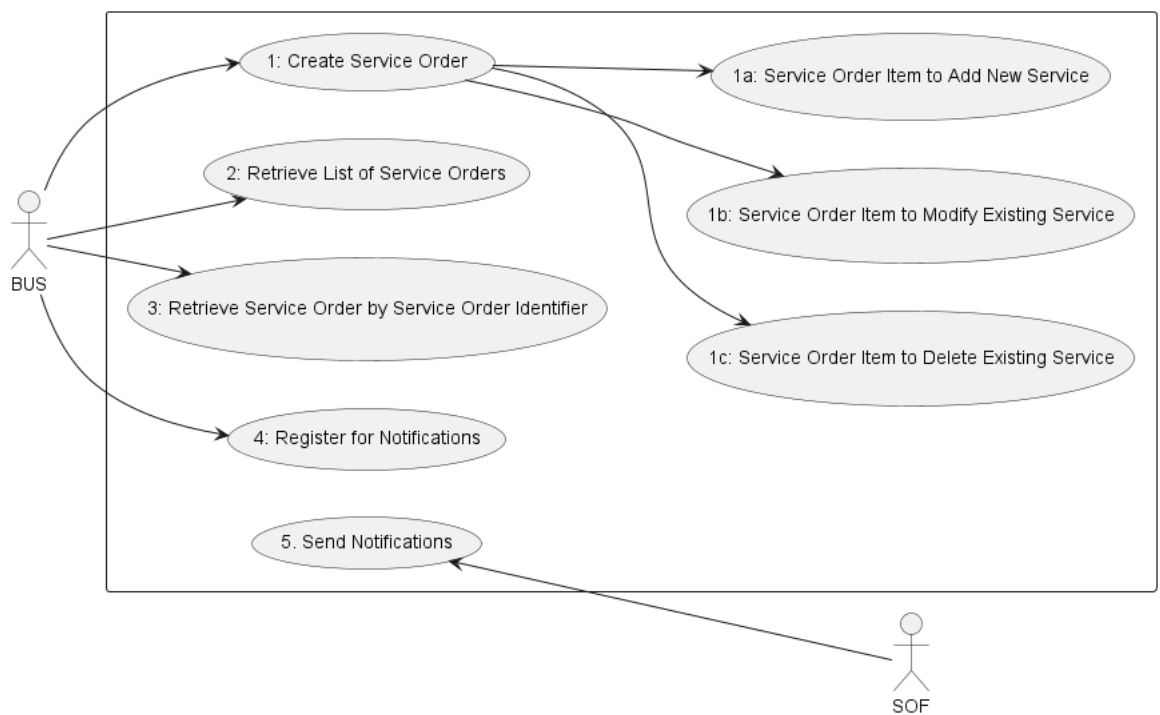 1: Create Service Order
1a: Service Order Item to Add New Service
2: Retrieve List of Service Orders
1b: Service Order Item to Modify Existing Service
BUS
3: Retrieve Service Order by Service Order Identifier
1c: Service Order Item to Delete Existing Service
4: Register for Notifications
5. Send Notifications
SOF